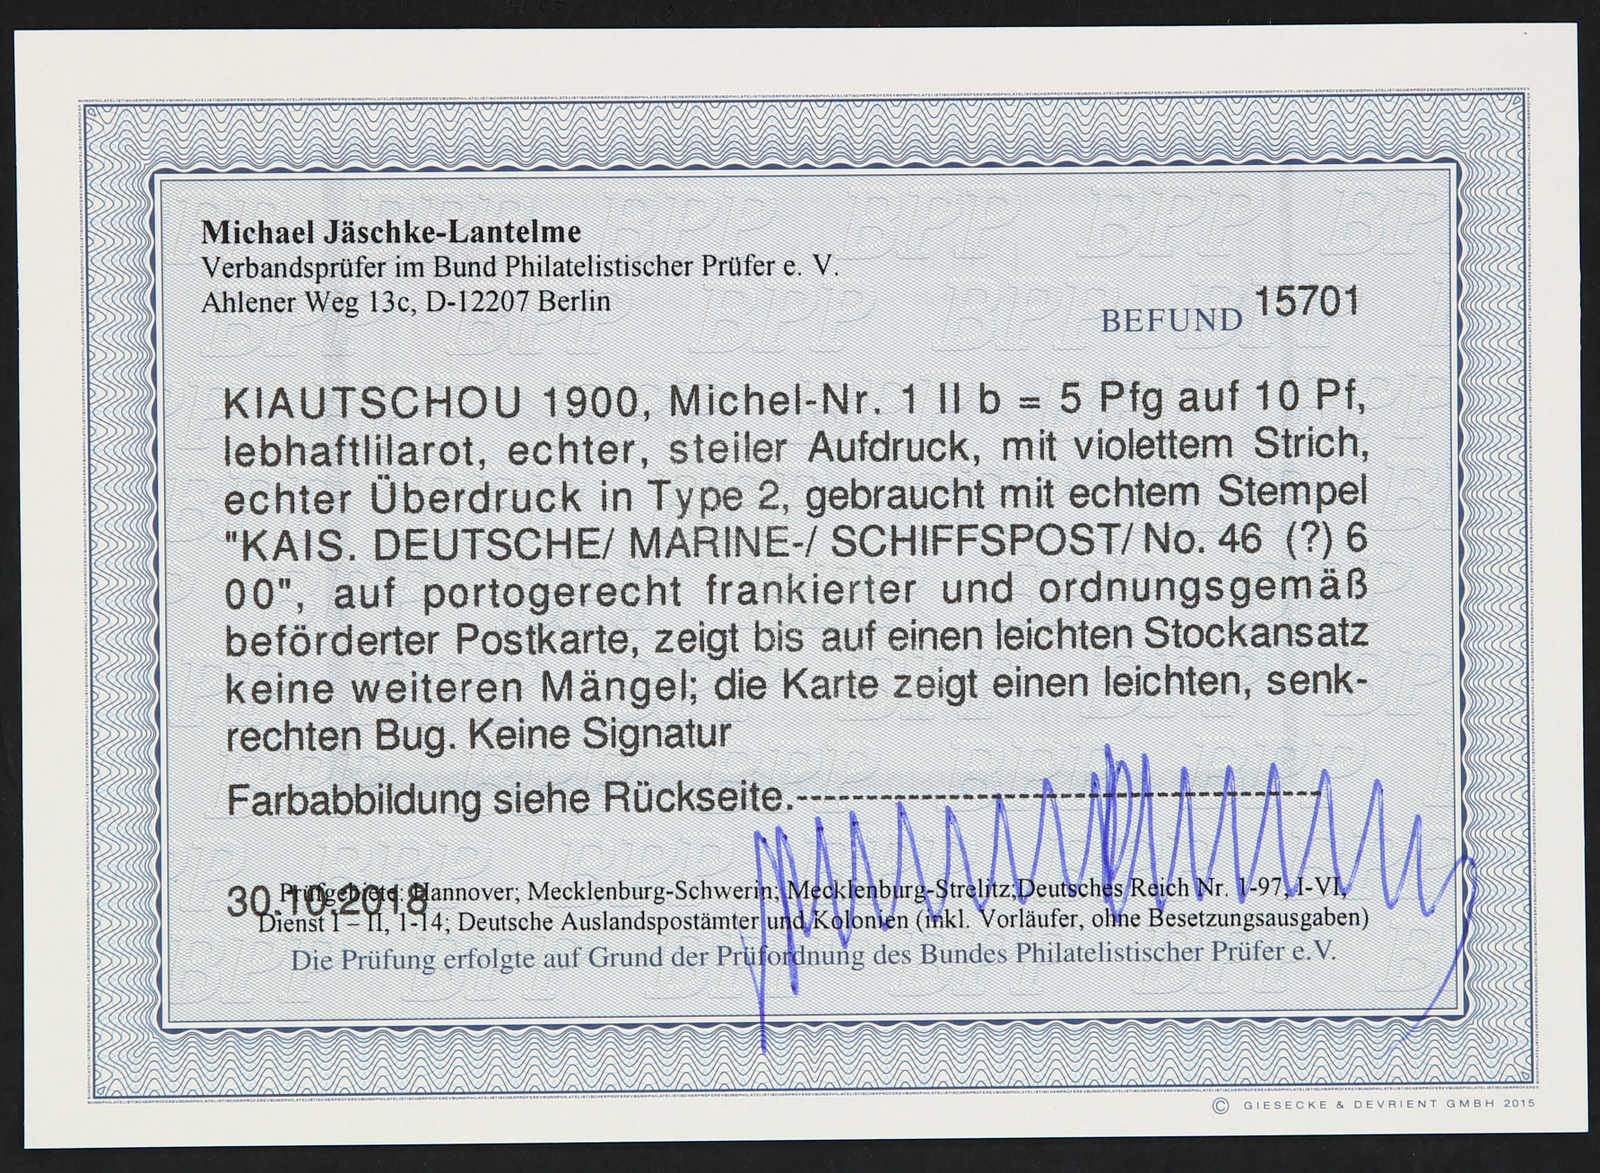 Michael Jäschke-Lantelme
Verbandsprüfer im Bund Philatelistischer Prüfer e. V.
Ahlener Weg 13c, D-12207 Berlin
BEFUND 15701
KIAUTSCHOU 1900, Michel-Nr. 1 II b = 5 Pfg auf 10 Pf,
lebhaftlilarot, echter, steiler Aufdruck, mit violettem Strich,
echter Überdruck in Type 2, gebraucht mit echtem Stempel
"KAIS. DEUTSCHE/ MARINE-/ SCHIFFSPOST/ No. 46 (?) 6
00", auf portogerecht frankierter und ordnungsgemäß
beförderter Postkarte, zeigt bis auf einen leichten Stockansatz
keine weiteren Mängel; die Karte zeigt einen leichten, senk-
rechten Bug. Keine Signatur
Farbabbildung siehe Rückseite.-----------------------------------------
30.10.2018
Prüfgebiete: Hannover; Mecklenburg-Schwerin; Mecklenburg-Strelitz;Deutsches Reich Nr. 1-97, I-VI,
Dienst I – II, 1-14; Deutsche Auslandspostämter und Kolonien (inkl. Vorläufer, ohne Besetzungsausgaben)
Die Prüfung erfolgte auf Grund der Prüfordnung des Bundes Philatelistischer Prüfer e.V.
© GIESECKE & DEVRIENT GMBH 2015